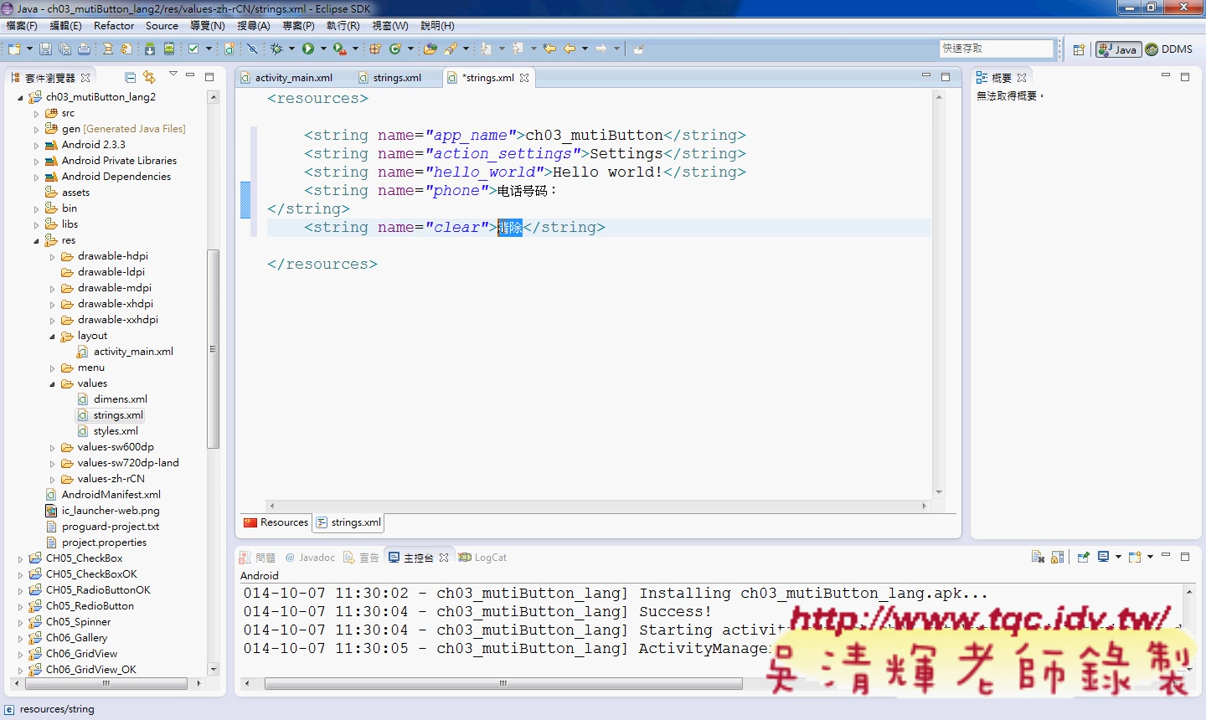 Java - ch03_mutiButton_lang2/res/values-zh-rCN/strings.xml - Eclipse SDK
檔案(F) 編輯(E) Refactor Source 導覽(N) 搜尋(A) 專案(P) 執行(R) 視窗(W) 說明(H)
快速存取 Java DDMS
套件瀏覽器
ch03_mutiButton_lang2
src
gen [Generated Java Files]
Android 2.3.3
Android Private Libraries
Android Dependencies
assets
bin
libs
res
drawable-hdpi
drawable-ldpi
drawable-mdpi
drawable-xhdpi
drawable-xxhdpi
layout
activity_main.xml
menu
values
dimens.xml
strings.xml
styles.xml
values-sw600dp
values-sw720dp-land
values-zh-rCN
AndroidManifest.xml
ic_launcher-web.png
proguard-project.txt
project.properties
CH05_CheckBox
CH05_CheckBoxOK
CH05_RadioButtonOK
Ch05_RedioButton
Ch05_Spinner
Ch06_Gallery
Ch06_GridView
Ch06_GridView_OK
activity_main.xml strings.xml *strings.xml
<resources>
<string name="app_name">ch03_mutiButton</string>
<string name="action_settings">Settings</string>
<string name="hello_world">Hello world!</string>
<string name="phone">电话号码：
</string>
<string name="clear">清除</string>
</resources>
Resources strings.xml
概要
無法取得概要。
問題 Javadoc 宣告 主控台 LogCat
Android
014-10-07 11:30:02 - ch03_mutiButton_lang] Installing ch03_mutiButton_lang.apk...
014-10-07 11:30:04 - ch03_mutiButton_lang] Success!
014-10-07 11:30:04 - ch03_mutiButton_lang] Starting activit
014-10-07 11:30:05 - ch03_mutiButton_lang] ActivityManage
http://www.tqc.idv.tw/
吳清輝老師錄製
resources/string